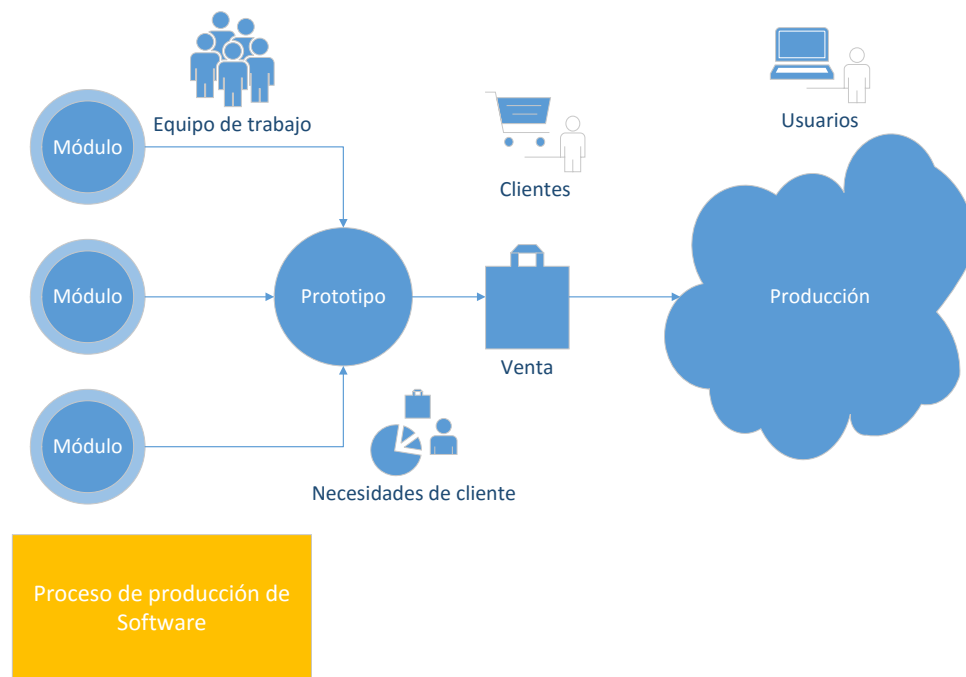 Equipo de trabajo
Usuarios
Módulo
Clientes
Módulo
Prototipo
Producción
Venta
Módulo
Necesidades de cliente
Proceso de producción de
Software